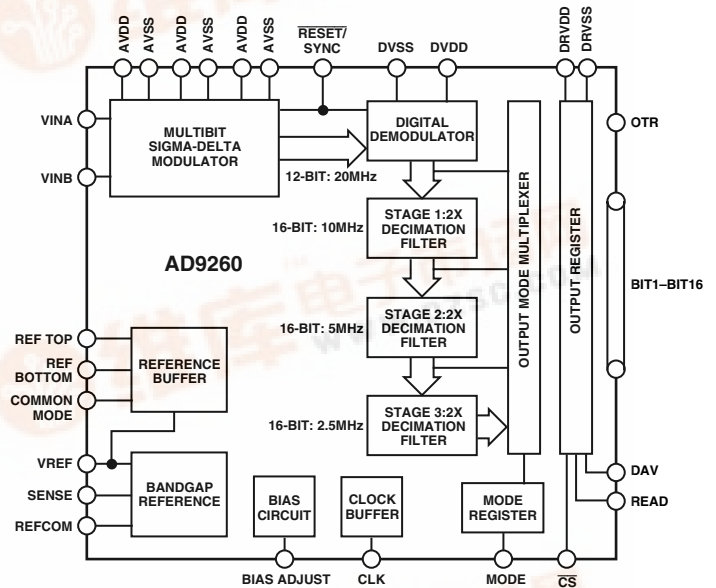 AVDD
AVSS
AVDD
AVSS
AVDD
AVSS
RESET/
SYNC
DVSS
DVDD
DRVDD
DRVSS
VINA
VINB
MULTIBIT
SIGMA-DELTA
MODULATOR
DIGITAL
DEMODULATOR
12-BIT: 20MHz
OTR
STAGE 1:2X
DECIMATION
FILTER
16-BIT: 10MHz
AD9260
OUTPUT MODE MULTIPLEXER
OUTPUT REGISTER
BIT1–BIT16
STAGE 2:2X
DECIMATION
FILTER
16-BIT: 5MHz
REF TOP
REF
BOTTOM
COMMON
MODE
REFERENCE
BUFFER
STAGE 3:2X
DECIMATION
FILTER
16-BIT: 2.5MHz
VREF
SENSE
REFCOM
BANDGAP
REFERENCE
BIAS
CIRCUIT
CLOCK
BUFFER
MODE
REGISTER
DAV
READ
BIAS ADJUST
CLK
MODE
CS